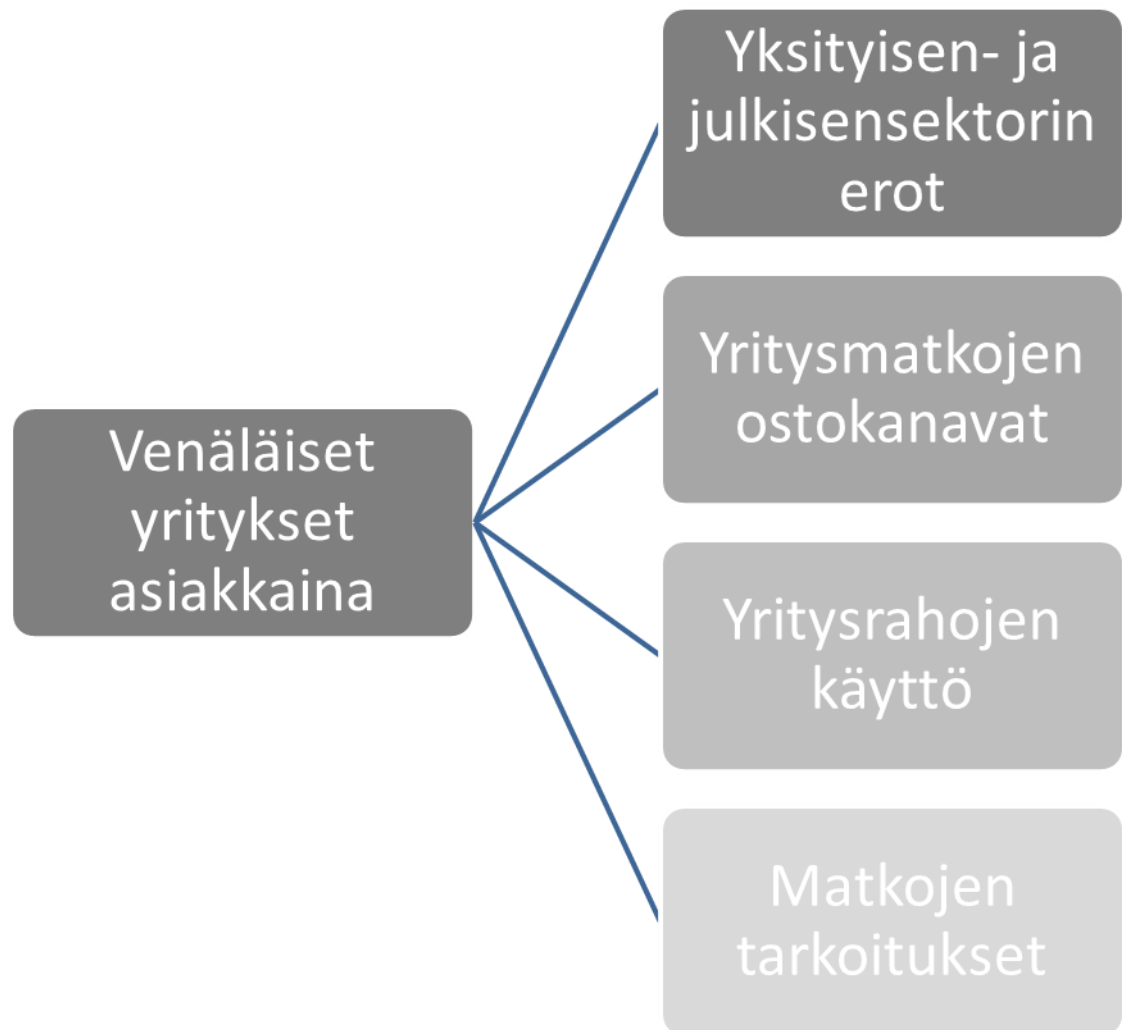 Venäläiset
yritykset
asiakkaina
Yksityisen- ja
julkisensektorin
erot
Yritysmatkojen
ostokanavat
Yritysrahojen
käyttö
Matkojen
tarkoitukset